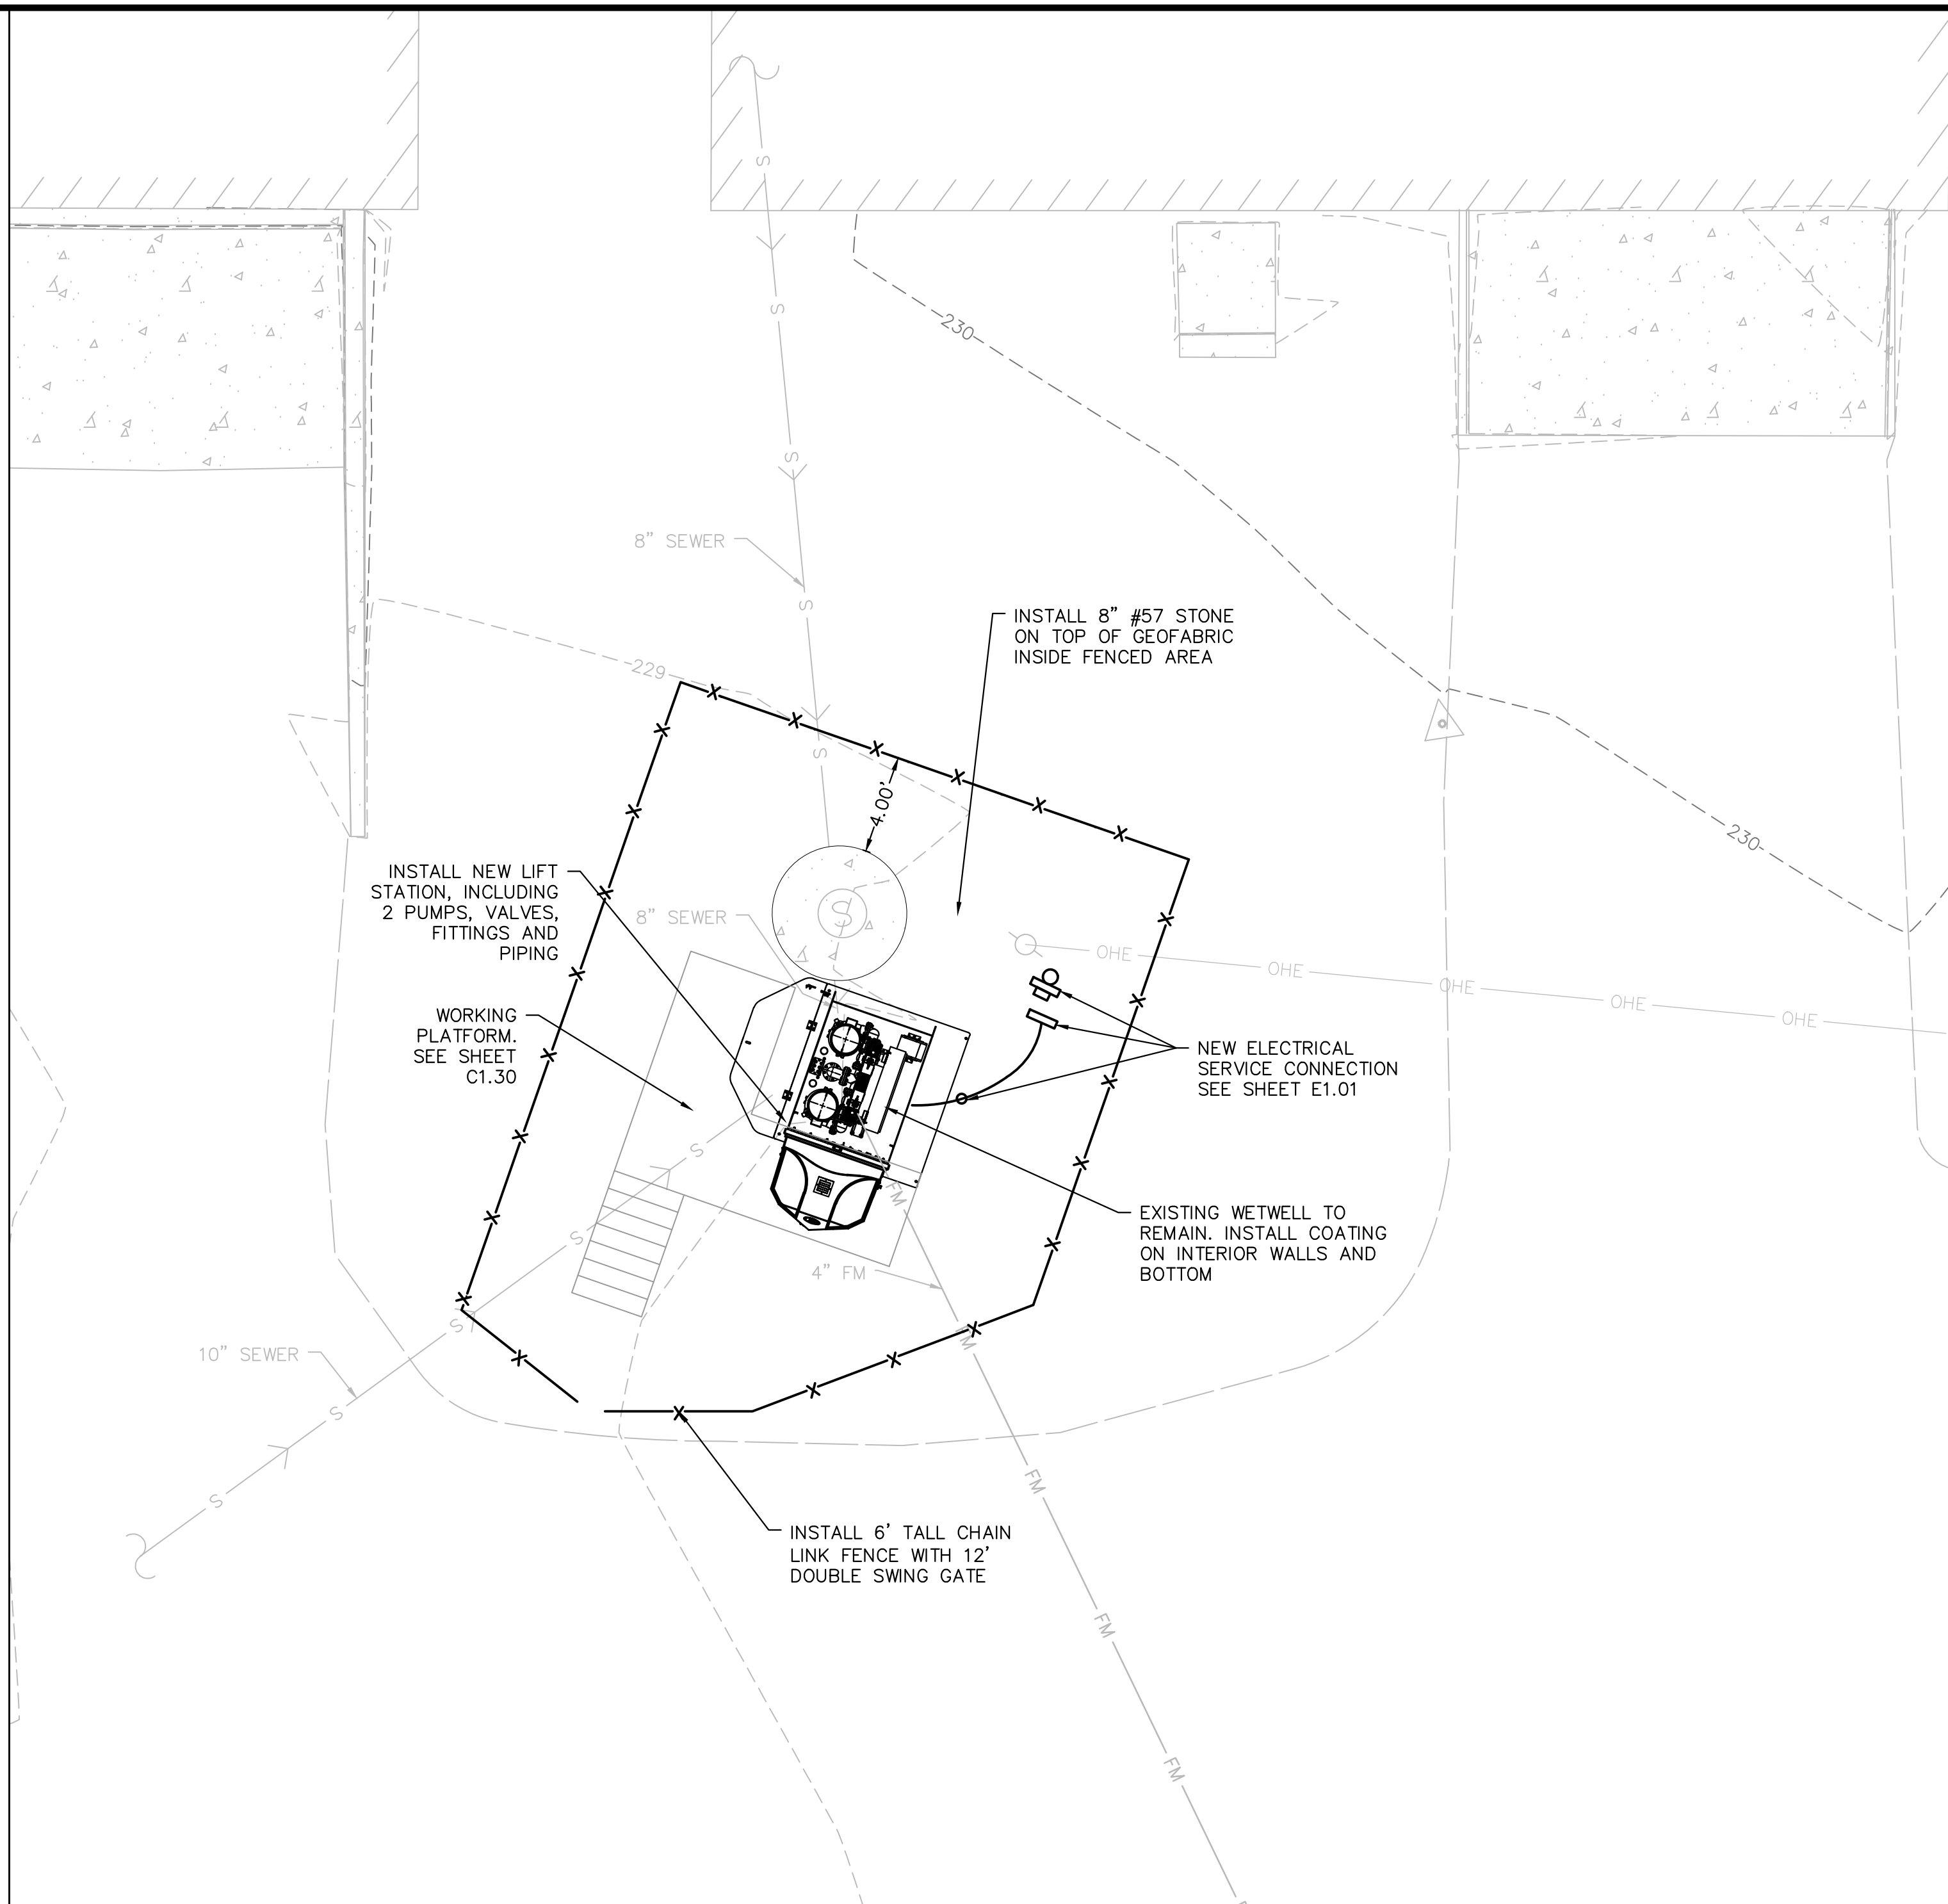 S
S
230
S
8" SEWER
S
INSTALL 8" #57 STONE
ON TOP OF GEOFABRIC
INSIDE FENCED AREA
229
S
4.00'
230
INSTALL NEW LIFT
STATION, INCLUDING
2 PUMPS, VALVES,
FITTINGS AND
PIPING
8" SEWER
S
OHE
OHE
OHE
OHE
OHE
WORKING
PLATFORM.
SEE SHEET
C1.30
NEW ELECTRICAL
SERVICE CONNECTION
SEE SHEET E1.01
S
FM
EXISTING WETWELL TO
REMAIN. INSTALL COATING
ON INTERIOR WALLS AND
BOTTOM
S
4" FM
S
FM
10" SEWER
S
S
FM
INSTALL 6' TALL CHAIN
LINK FENCE WITH 12'
DOUBLE SWING GATE
FM
FM